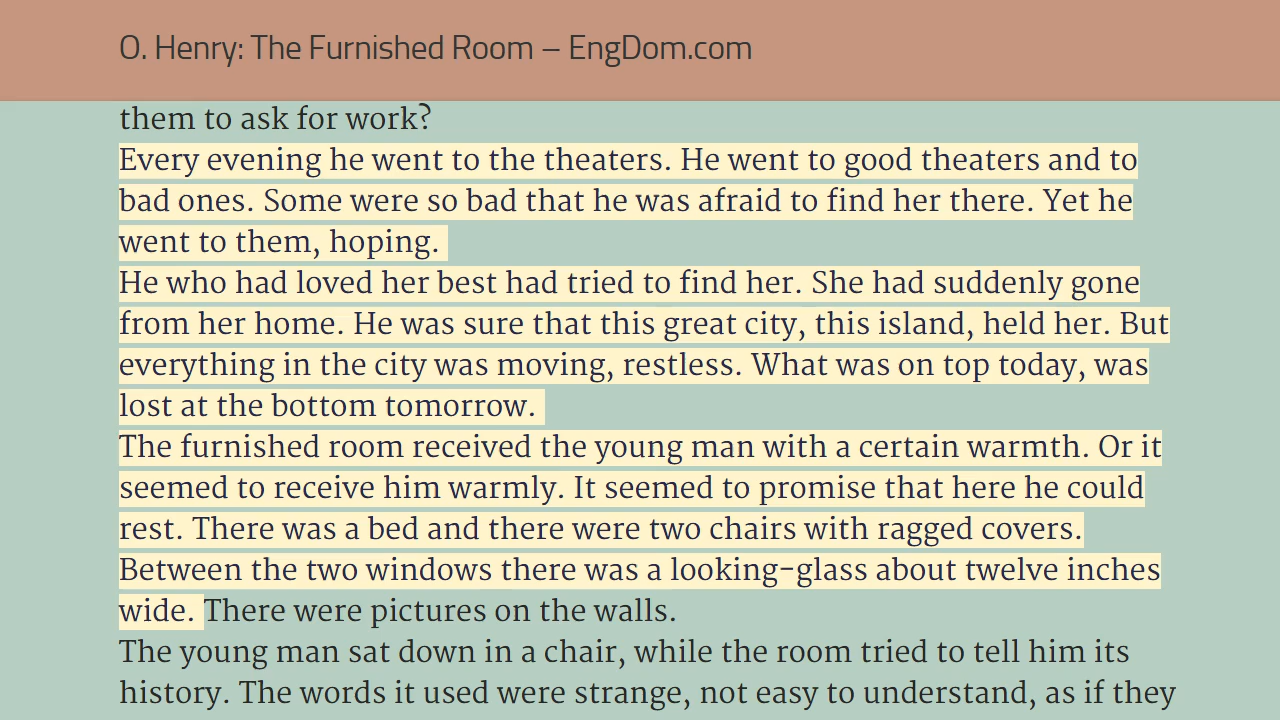 O. Henry: The Furnished Room – EngDom.com
them to ask for work?
Every evening he went to the theaters. He went to good theaters and to
bad ones. Some were so bad that he was afraid to find her there. Yet he
went to them, hoping.
He who had loved her best had tried to find her. She had suddenly gone
from her home. He was sure that this great city, this island, held her. But
everything in the city was moving, restless. What was on top today, was
lost at the bottom tomorrow.
The furnished room received the young man with a certain warmth. Or it
seemed to receive him warmly. It seemed to promise that here he could
rest. There was a bed and there were two chairs with ragged covers.
Between the two windows there was a looking-glass about twelve inches
wide. There were pictures on the walls.
The young man sat down in a chair, while the room tried to tell him its
history. The words it used were strange, not easy to understand, as if they